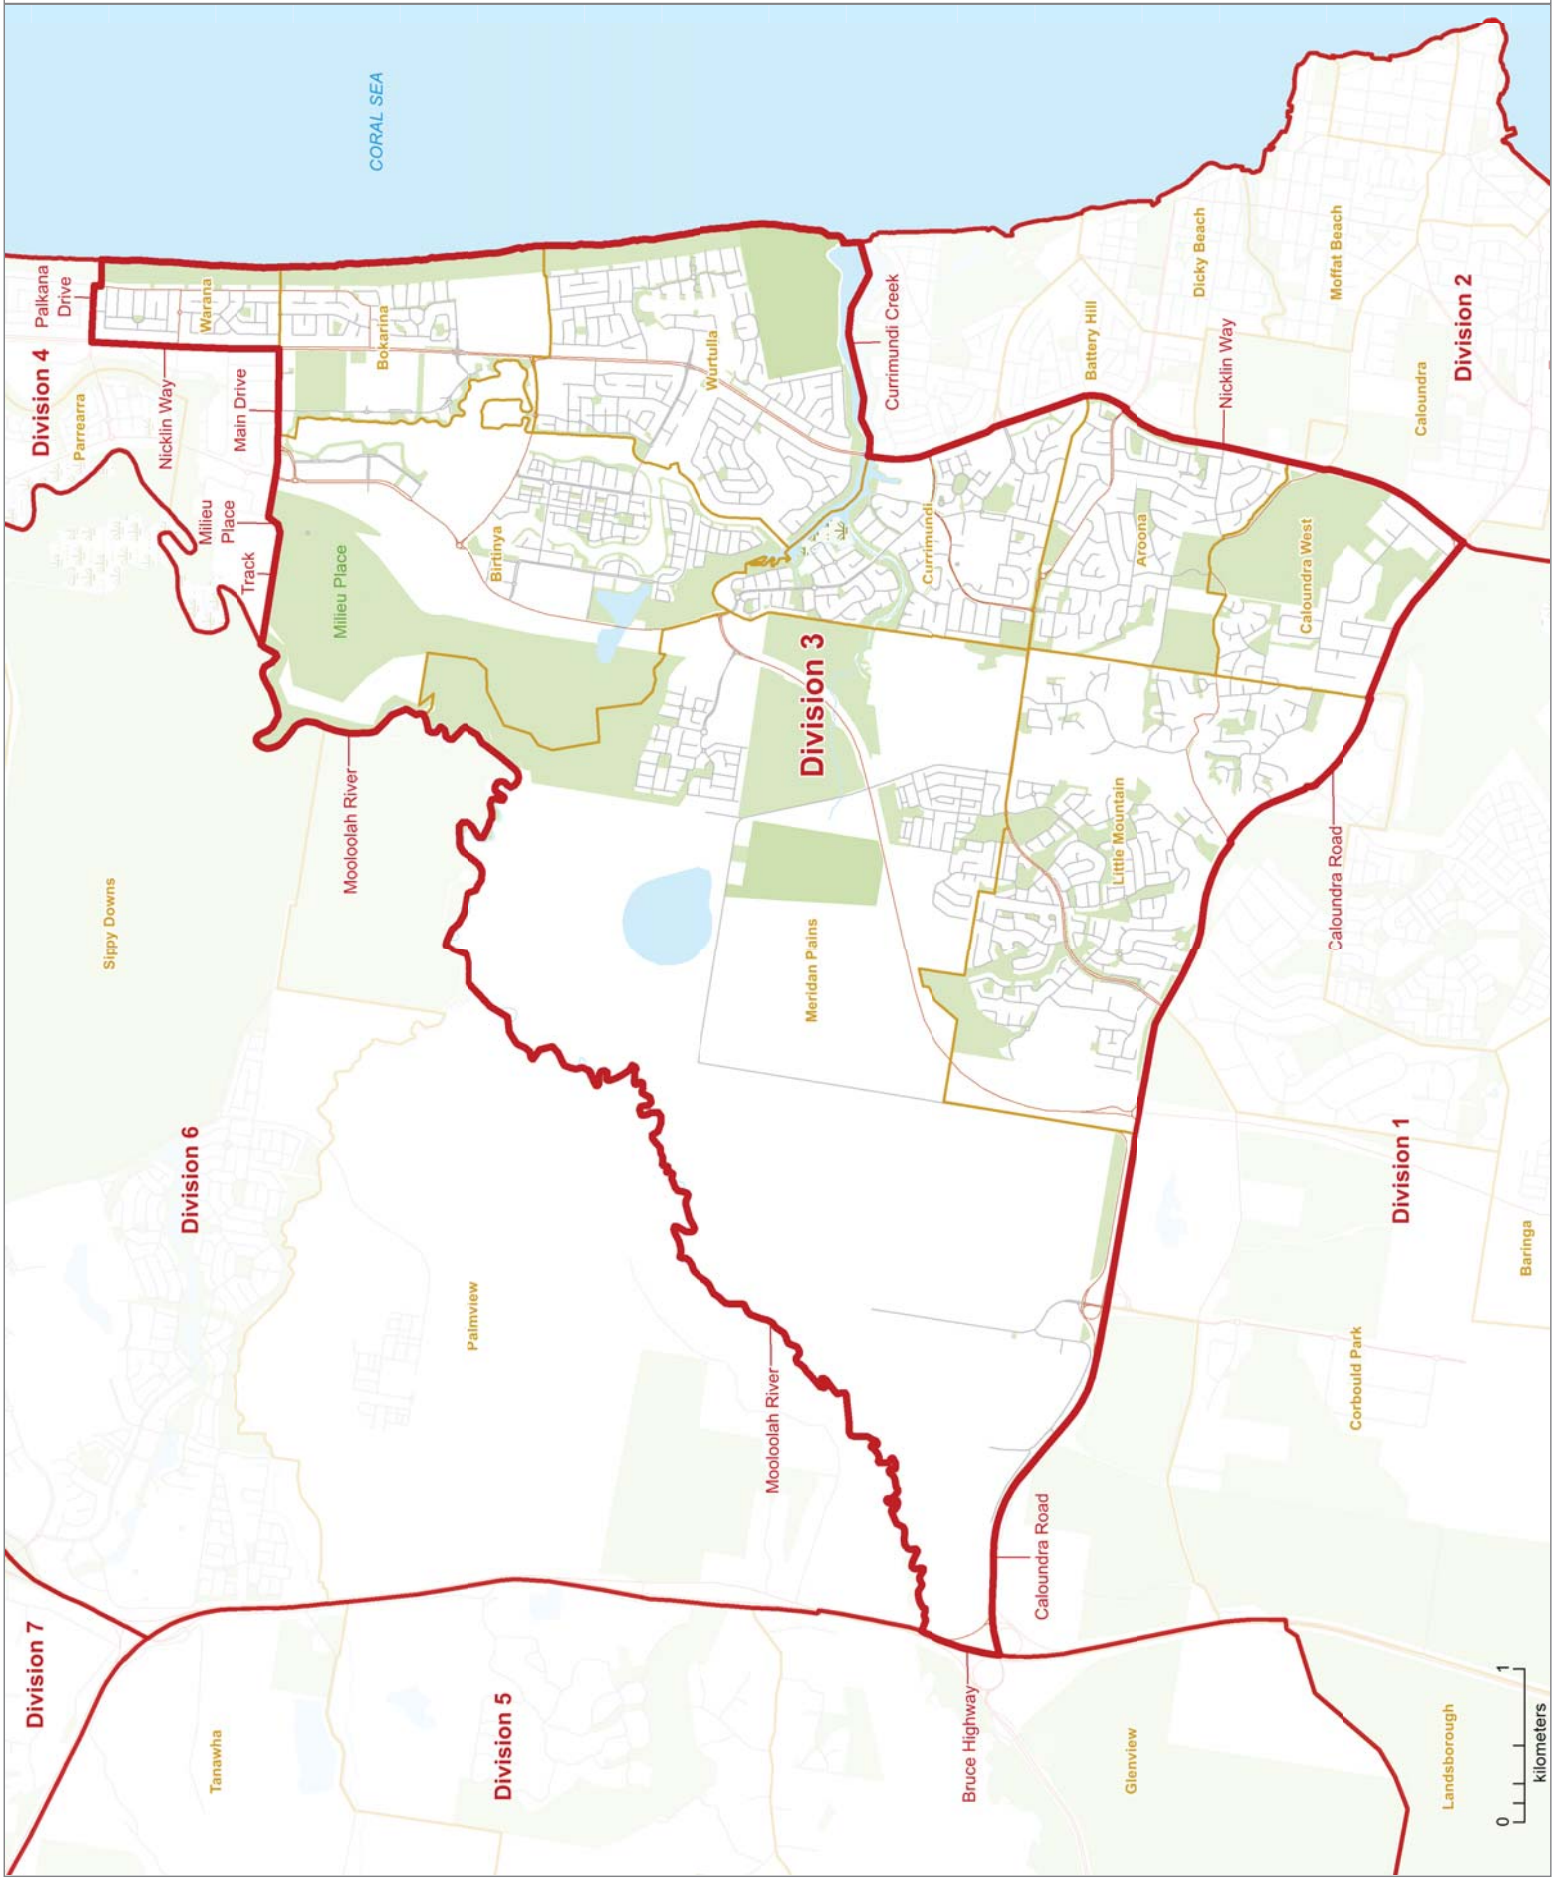 CORAL SEA
Palkana
Drive
Division 4
Parrearra
Nicklin Way
Main Drive
Milieu
Place
Track
Warana
Bokarina
Wurtulla
Birtinya
Milieu Place
Currimundi Creek
Battery Hill
Dicky Beach
Moffat Beach
Division 2
Nicklin Way
Caloundra
Currimundi
Aroona
Caloundra West
Division 3
Mooloolah River
Sippy Downs
Little Mountain
Meridan Pains
Caloundra Road
Division 6
Palmview
Division 1
Baringa
Corbould Park
Mooloolah River
Caloundra Road
Division 7
Tanawha
Division 5
Bruce Highway
Glenview
Landsborough
0 1
kilometers